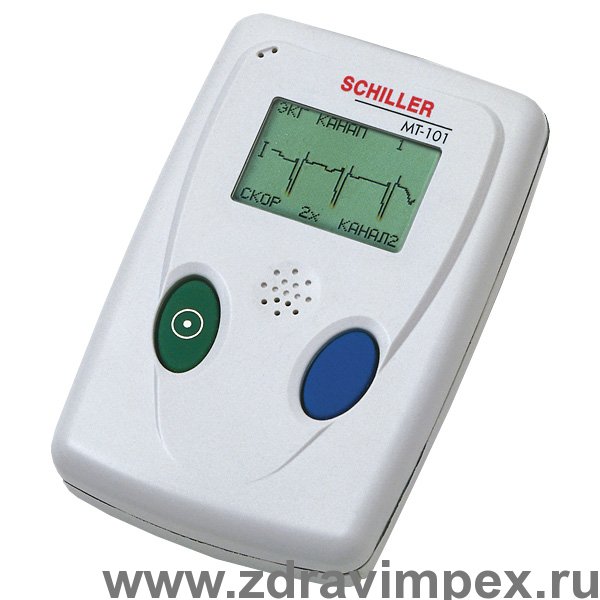 SCHILLER
MT-101
ЭКГ КАНАЛ 1
I
СКОР 2x КАНАЛ2
www.zdravimpex.ru